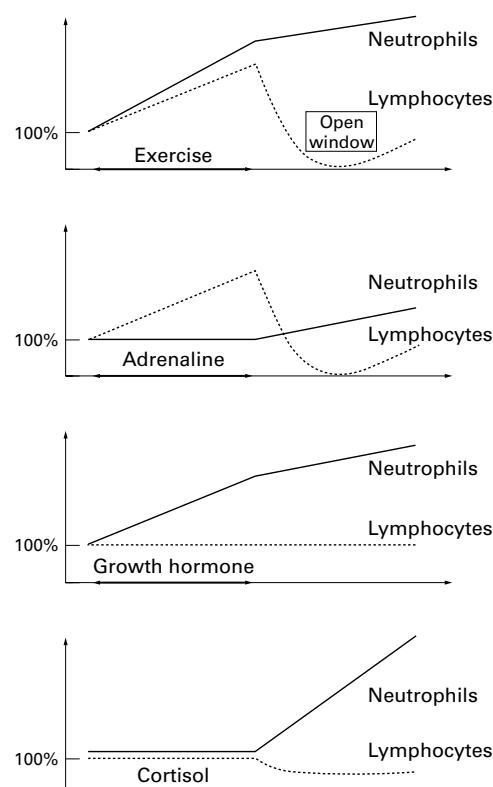 Neutrophils
Lymphocytes
Open
window
100%
Exercise
Neutrophils
Lymphocytes
100%
Adrenaline
Neutrophils
Lymphocytes
100%
Growth hormone
Neutrophils
Lymphocytes
100%
Cortisol